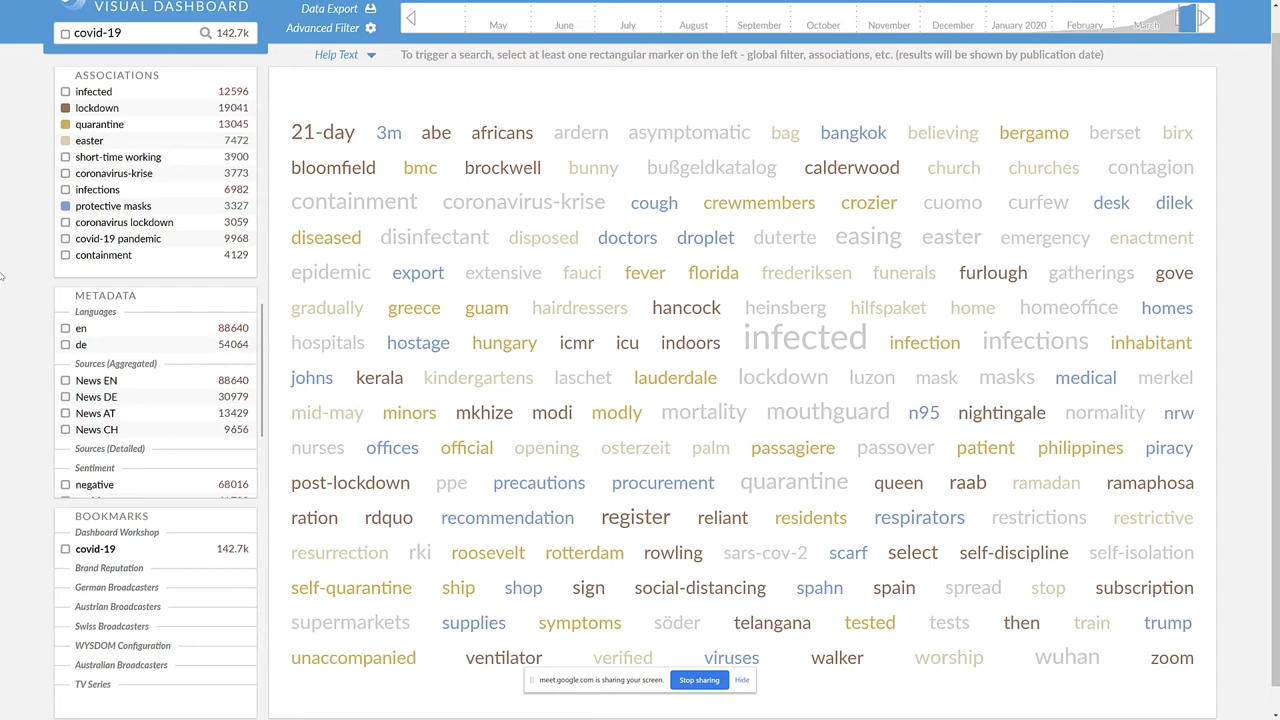 VISUAL DASHBOARD
covid-19 142.7k
Data Export
Advanced Filter
May June July August September October November December January 2020 February March
Help Text To trigger a search, select at least one rectangular marker on the left - global filter, associations, etc. (results will be shown by publication date)
ASSOCIATIONS
infected 12596
lockdown 19041
quarantine 13045
easter 7472
short-time working 3900
coronavirus-krise 3773
infections 6982
protective masks 3327
coronavirus lockdown 3059
covid-19 pandemic 9968
containment 4129
METADATA
Languages
en 88640
de 54064
Sources (Aggregated)
News EN 88640
News DE 30979
News AT 13429
News CH 9656
Sources (Detailed)
Sentiment
negative 68016
BOOKMARKS
Dashboard Workshop
covid-19 142.7k
Brand Reputation
German Broadcasters
Austrian Broadcasters
Swiss Broadcasters
WYSDOM Configuration
Australian Broadcasters
TV Series
21-day 3m abe africans ardern asymptomatic bag bangkok believing bergamo berset birx
bloomfield bmc brockwell bunny bußgeldkatalog calderwood church churches contagion
containment coronavirus-krise cough crewmembers crozier cuomo curfew desk dilek
diseased disinfectant disposed doctors droplet duterte easing easter emergency enactment
epidemic export extensive fauci fever florida frederiksen funerals furlough gatherings gove
gradually greece guam hairdressers hancock heinsberg hilfspaket home homeoffice homes
hospitals hostage hungary icmr icu indoors infected infection infections inhabitant
johns kerala kindergartens laschet lauderdale lockdown luzon mask masks medical merkel
mid-may minors mkhize modi modly mortality mouthguard n95 nightingale normality nrw
nurses offices official opening osterzeit palm passagiere passover patient philippines piracy
post-lockdown ppe precautions procurement quarantine queen raab ramadan ramaphosa
ration rdquo recommendation register reliant residents respirators restrictions restrictive
resurrection rki roosevelt rotterdam rowling sars-cov-2 scarf select self-discipline self-isolation
self-quarantine ship shop sign social-distancing spahn spain spread stop subscription
supermarkets supplies symptoms söder telangana tested tests then train trump
unaccompanied ventilator verified viruses walker worship wuhan zoom
meet.google.com is sharing your screen. Stop sharing Hide